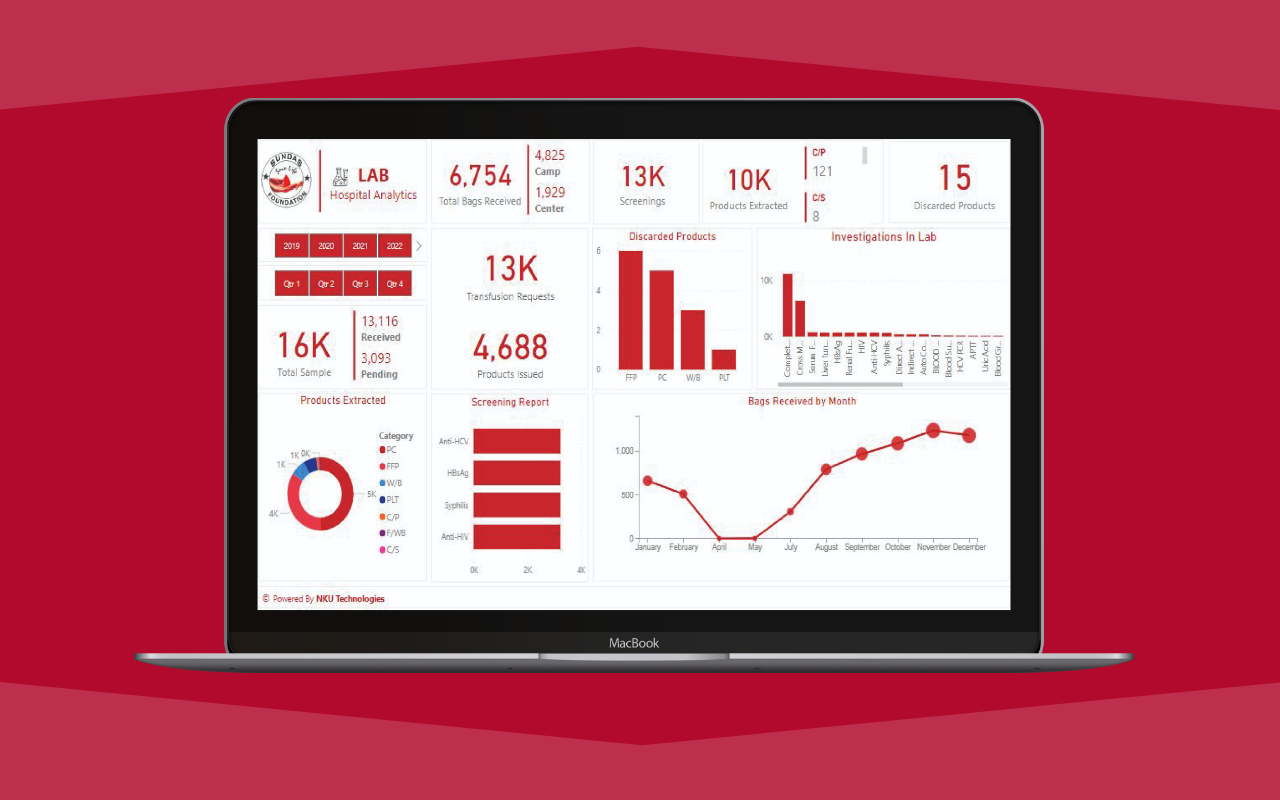 SUNDAS
FOUNDATION
LAB
Hospital Analytics
6,754
Total Bags Received
4,825
Camp
1,929
Center
13K
Screenings
10K
Products Extracted
C/P
121
C/S
8
15
Discarded Products
2019 2020 2021 2022
Qtr 1 Qtr 2 Qtr 3 Qtr 4
16K
Total Sample
13,116
Received
3,093
Pending
13K
Transfusion Requests
4,688
Products Issued
Discarded Products
6
4
2
0
FFP PC W/B PLT
Investigations In Lab
10K
0K
Complet...
Cross M...
Serum F...
Liver fun...
HBsAg
Renal Fu...
HIV
Anti-HCV
Syphilis
Direct A...
Indirect ...
Auto Co...
BLOOD ...
Blood Su...
HCV PCR
APTT
Uric Acid
Blood Gr...
Products Extracted
1K 0K
1K
4K
5K
Category
PC
FFP
W/B
PLT
C/P
F/WB
C/S
Screening Report
Anti-HCV
HBsAg
Syphilis
Anti-HIV
0K 2K 4K
Bags Received by Month
1,000
500
0
January February April May July August September October November December
© Powered By NKU Technologies
MacBook